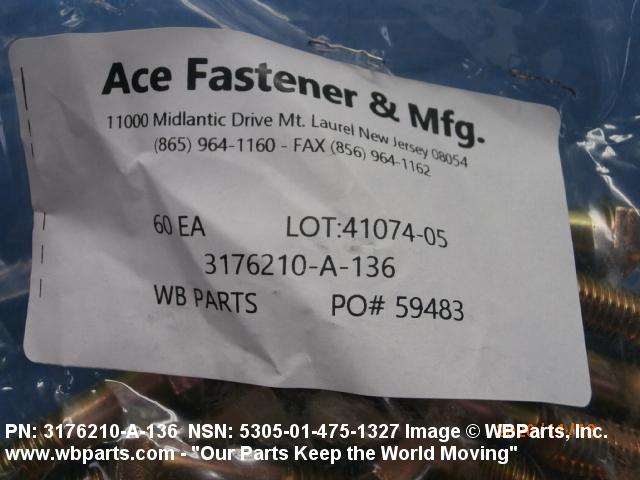 Ace Fastener & Mfg.
11000 Midlantic Drive Mt. Laurel New Jersey 08054
(865) 964-1160 - FAX (856) 964-1162
60 EA LOT:41074-05
3176210-A-136
WB PARTS PO# 59483
PN: 3176210-A-136 NSN: 5305-01-475-1327 Image © WBParts, Inc.
www.wbparts.com - "Our Parts Keep the World Moving"